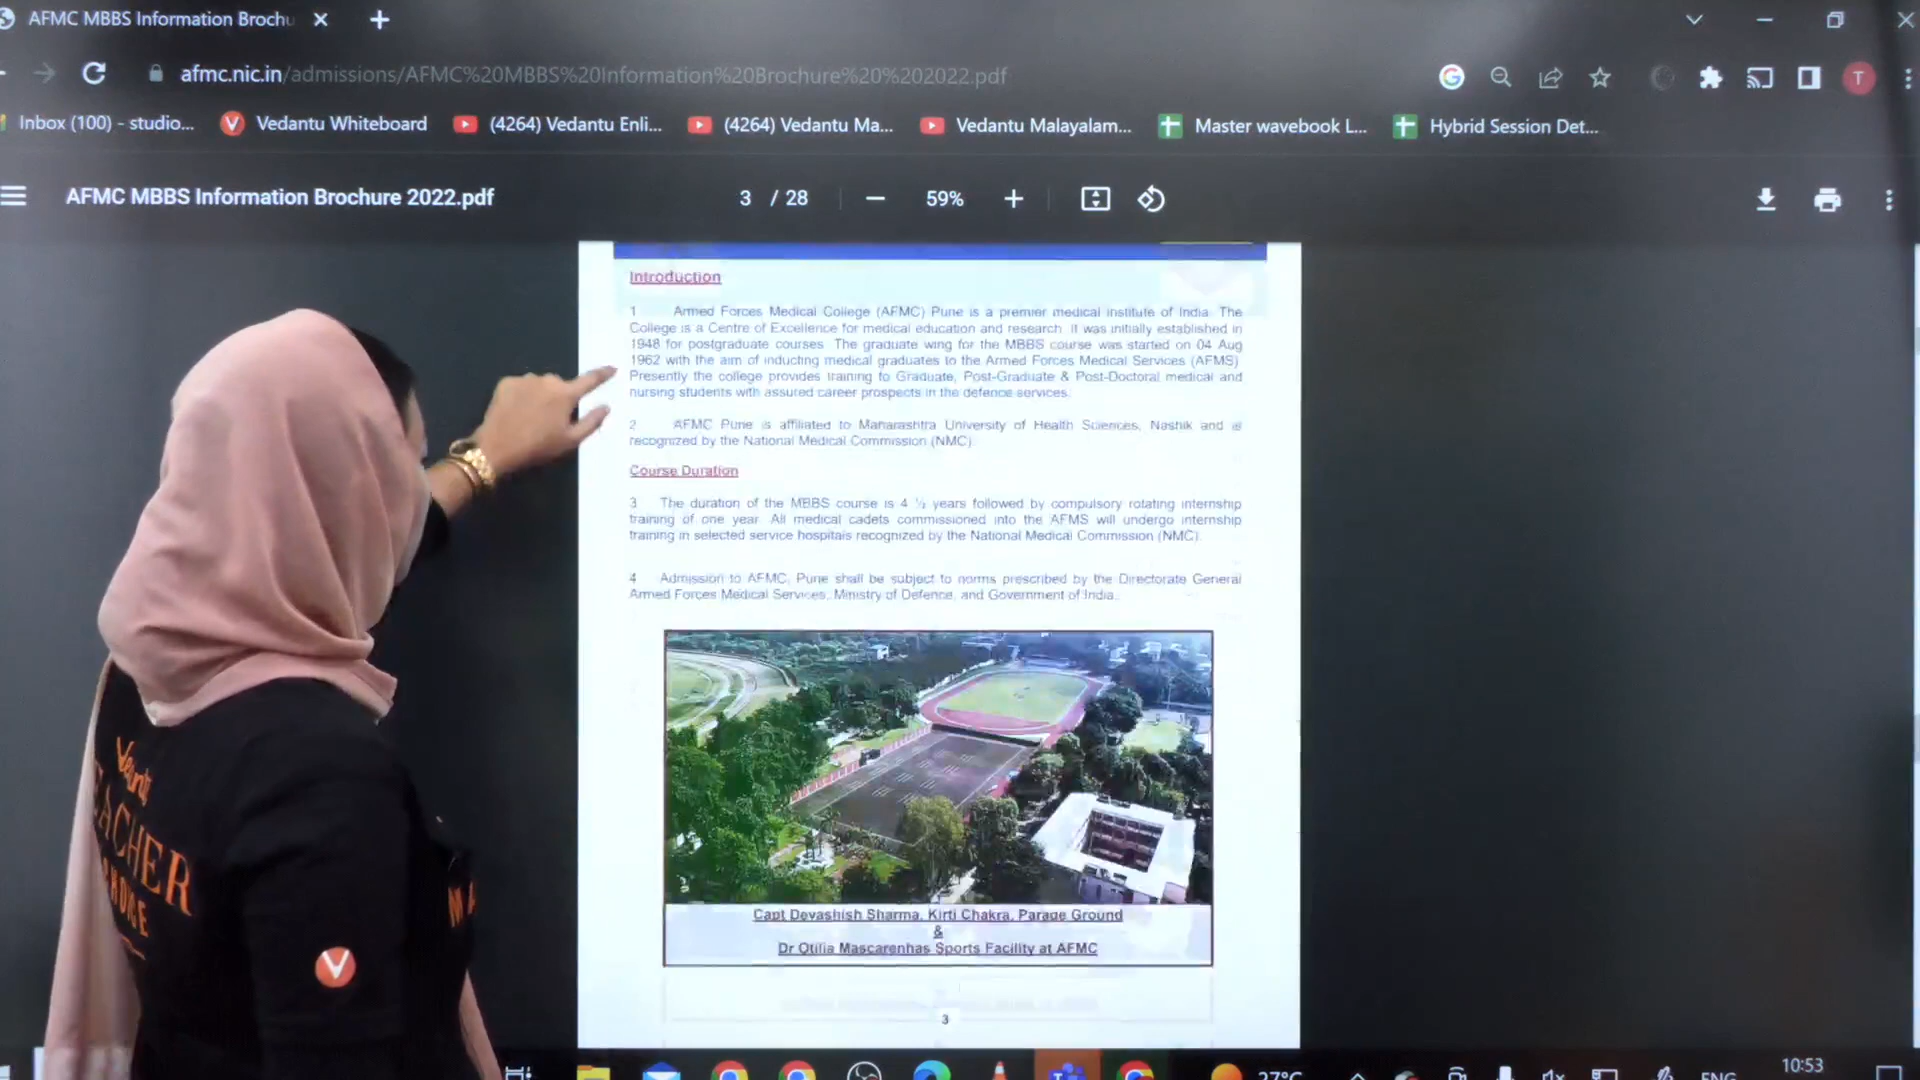 AFMC MBBS Information Brochu
afmc.nic.in/admissions/AFMC%20MBBS%20Information%20Brochure%20%202022.pdf
T
Inbox (100) - studio...
Vedantu Whiteboard
(4264) Vedantu Enli...
(4264) Vedantu Ma...
Vedantu Malayalam...
Master wavebook L...
Hybrid Session Det...
AFMC MBBS Information Brochure 2022.pdf
3 / 28
59%
Introduction
1 Armed Forces Medical College (AFMC) Pune is a premier medical institute of India. The
College is a Centre of Excellence for medical education and research. It was initially established in
1948 for postgraduate courses. The graduate wing for the MBBS course was started on 04 Aug
1962 with the aim of inducting medical graduates to the Armed Forces Medical Services (AFMS).
Presently the college provides training to Graduate, Post-Graduate & Post-Doctoral medical and
nursing students with assured career prospects in the defence services.
2 AFMC Pune is affiliated to Maharashtra University of Health Sciences, Nashik and is
recognized by the National Medical Commission (NMC).
Course Duration
3 The duration of the MBBS course is 4 ½ years followed by compulsory rotating internship
training of one year. All medical cadets commissioned into the AFMS will undergo internship
training in selected service hospitals recognized by the National Medical Commission (NMC).
4 Admission to AFMC, Pune shall be subject to norms prescribed by the Directorate General
Armed Forces Medical Services, Ministry of Defence, and Government of India.
Capt Devashish Sharma, Kirti Chakra, Parade Ground
&
Dr Otilia Mascarenhas Sports Facility at AFMC
3
EACHER
V
27°C
ENG
10:53